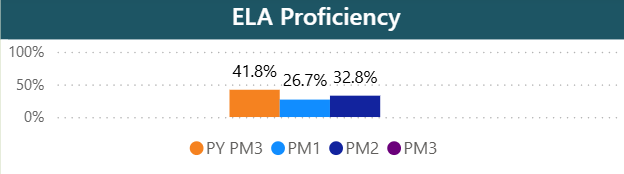 ELA Proficiency
100%
50%
0%
41.8% 26.7% 32.8%
PY PM3 PM1 PM2 PM3